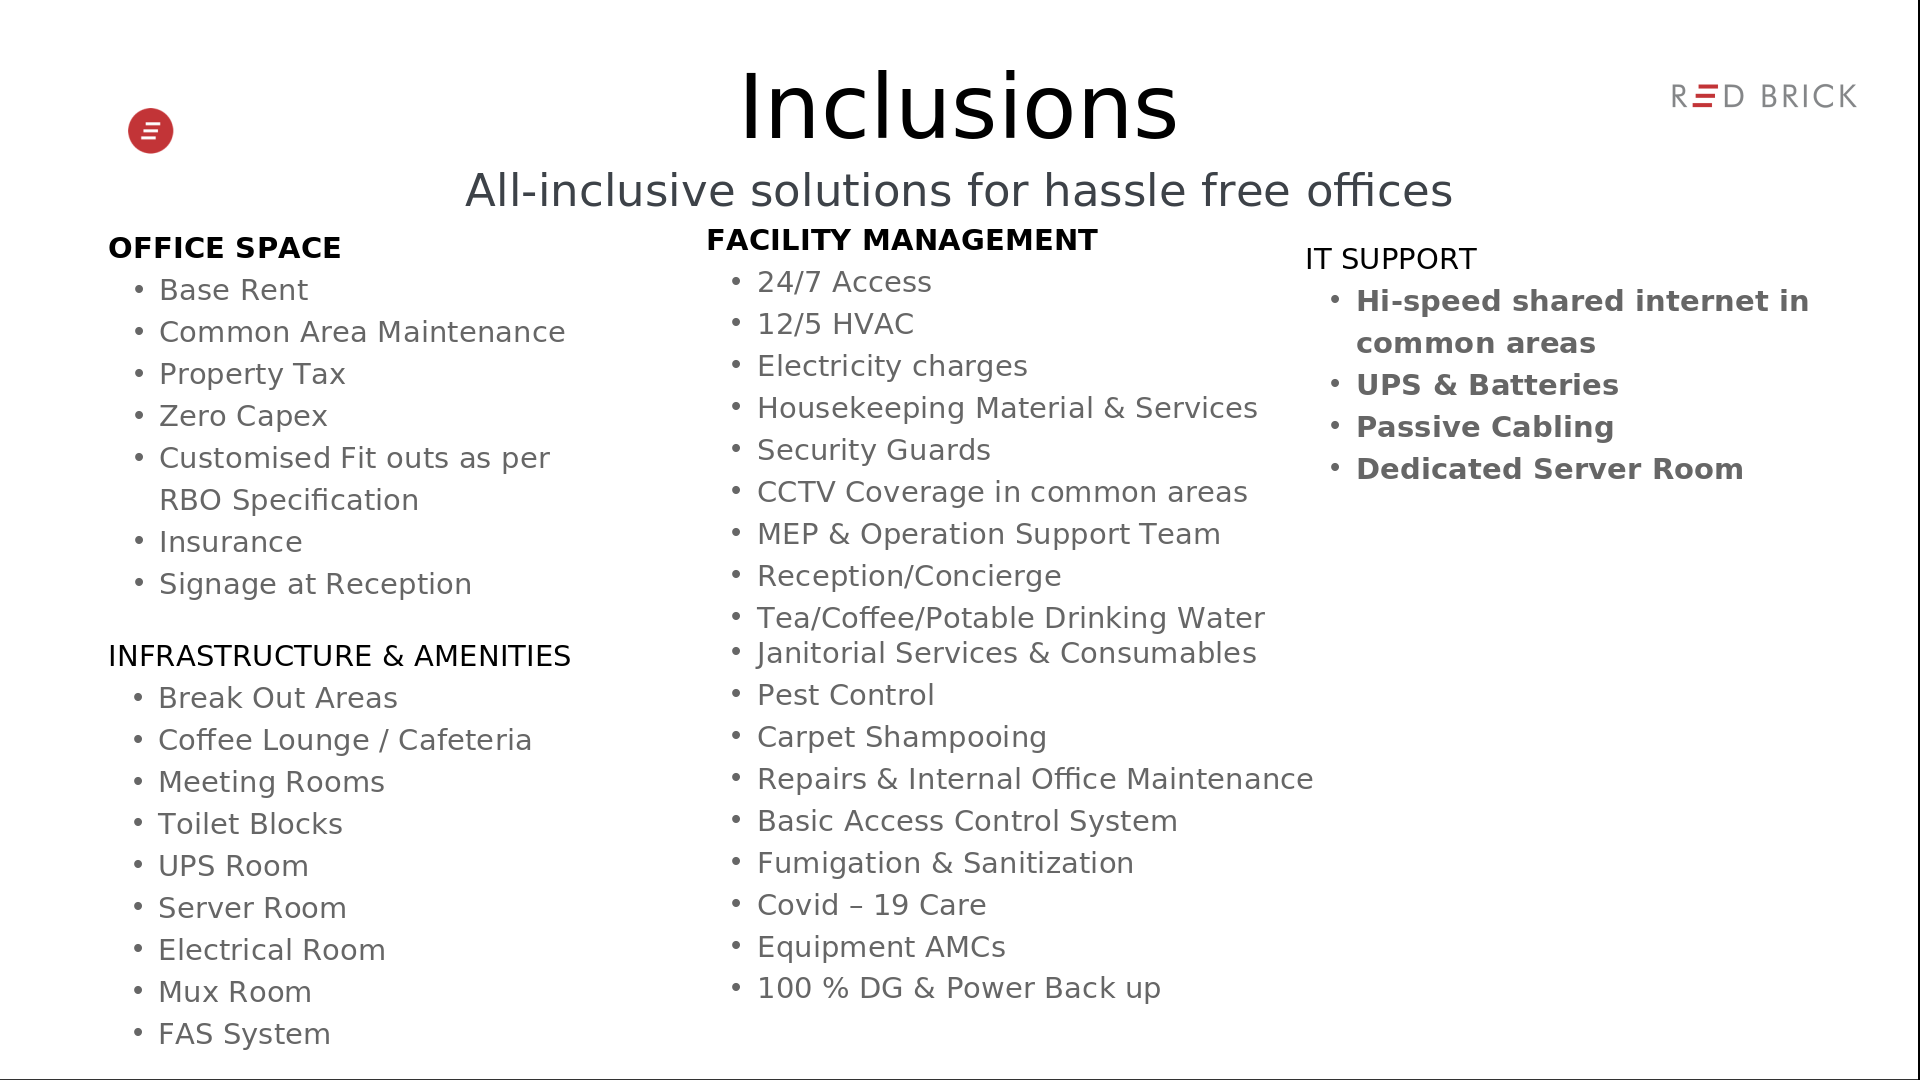 Inclusions
RED BRICK
All-inclusive solutions for hassle free offices
OFFICE SPACE
• Base Rent
• Common Area Maintenance
• Property Tax
• Zero Capex
• Customised Fit outs as per
RBO Specification
• Insurance
• Signage at Reception
INFRASTRUCTURE & AMENITIES
• Break Out Areas
• Coffee Lounge / Cafeteria
• Meeting Rooms
• Toilet Blocks
• UPS Room
• Server Room
• Electrical Room
• Mux Room
• FAS System
FACILITY MANAGEMENT
• 24/7 Access
• 12/5 HVAC
• Electricity charges
• Housekeeping Material & Services
• Security Guards
• CCTV Coverage in common areas
• MEP & Operation Support Team
• Reception/Concierge
• Tea/Coffee/Potable Drinking Water
• Janitorial Services & Consumables
• Pest Control
• Carpet Shampooing
• Repairs & Internal Office Maintenance
• Basic Access Control System
• Fumigation & Sanitization
• Covid – 19 Care
• Equipment AMCs
• 100 % DG & Power Back up
IT SUPPORT
• Hi-speed shared internet in
common areas
• UPS & Batteries
• Passive Cabling
• Dedicated Server Room